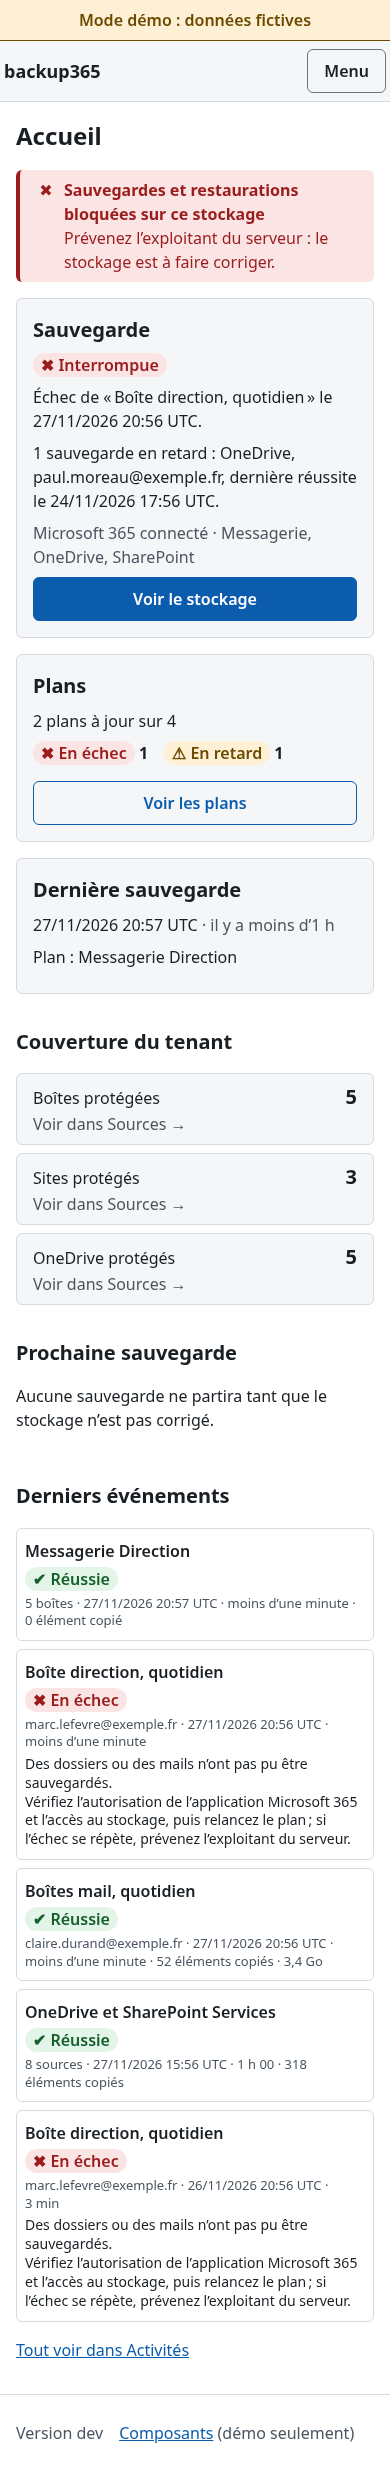 Mode démo : données fictives
backup365
Menu
Accueil
✖ Sauvegardes et restaurations
bloquées sur ce stockage
Prévenez l’exploitant du serveur : le
stockage est à faire corriger.
Sauvegarde
✖ Interrompue
Échec de « Boîte direction, quotidien » le
27/11/2026 20:56 UTC.
1 sauvegarde en retard : OneDrive,
paul.moreau@exemple.fr, dernière réussite
le 24/11/2026 17:56 UTC.
Microsoft 365 connecté · Messagerie,
OneDrive, SharePoint
Voir le stockage
Plans
2 plans à jour sur 4
✖ En échec 1 ⚠ En retard 1
Voir les plans
Dernière sauvegarde
27/11/2026 20:57 UTC · il y a moins d’1 h
Plan : Messagerie Direction
Couverture du tenant
Boîtes protégées 5
Voir dans Sources →
Sites protégés 3
Voir dans Sources →
OneDrive protégés 5
Voir dans Sources →
Prochaine sauvegarde
Aucune sauvegarde ne partira tant que le
stockage n’est pas corrigé.
Derniers événements
Messagerie Direction
✔ Réussie
5 boîtes · 27/11/2026 20:57 UTC · moins d’une minute ·
0 élément copié
Boîte direction, quotidien
✖ En échec
marc.lefevre@exemple.fr · 27/11/2026 20:56 UTC ·
moins d’une minute
Des dossiers ou des mails n’ont pas pu être
sauvegardés.
Vérifiez l’autorisation de l’application Microsoft 365
et l’accès au stockage, puis relancez le plan ; si
l’échec se répète, prévenez l’exploitant du serveur.
Boîtes mail, quotidien
✔ Réussie
claire.durand@exemple.fr · 27/11/2026 20:56 UTC ·
moins d’une minute · 52 éléments copiés · 3,4 Go
OneDrive et SharePoint Services
✔ Réussie
8 sources · 27/11/2026 15:56 UTC · 1 h 00 · 318
éléments copiés
Boîte direction, quotidien
✖ En échec
marc.lefevre@exemple.fr · 26/11/2026 20:56 UTC ·
3 min
Des dossiers ou des mails n’ont pas pu être
sauvegardés.
Vérifiez l’autorisation de l’application Microsoft 365
et l’accès au stockage, puis relancez le plan ; si
l’échec se répète, prévenez l’exploitant du serveur.
Tout voir dans Activités
Version dev Composants (démo seulement)